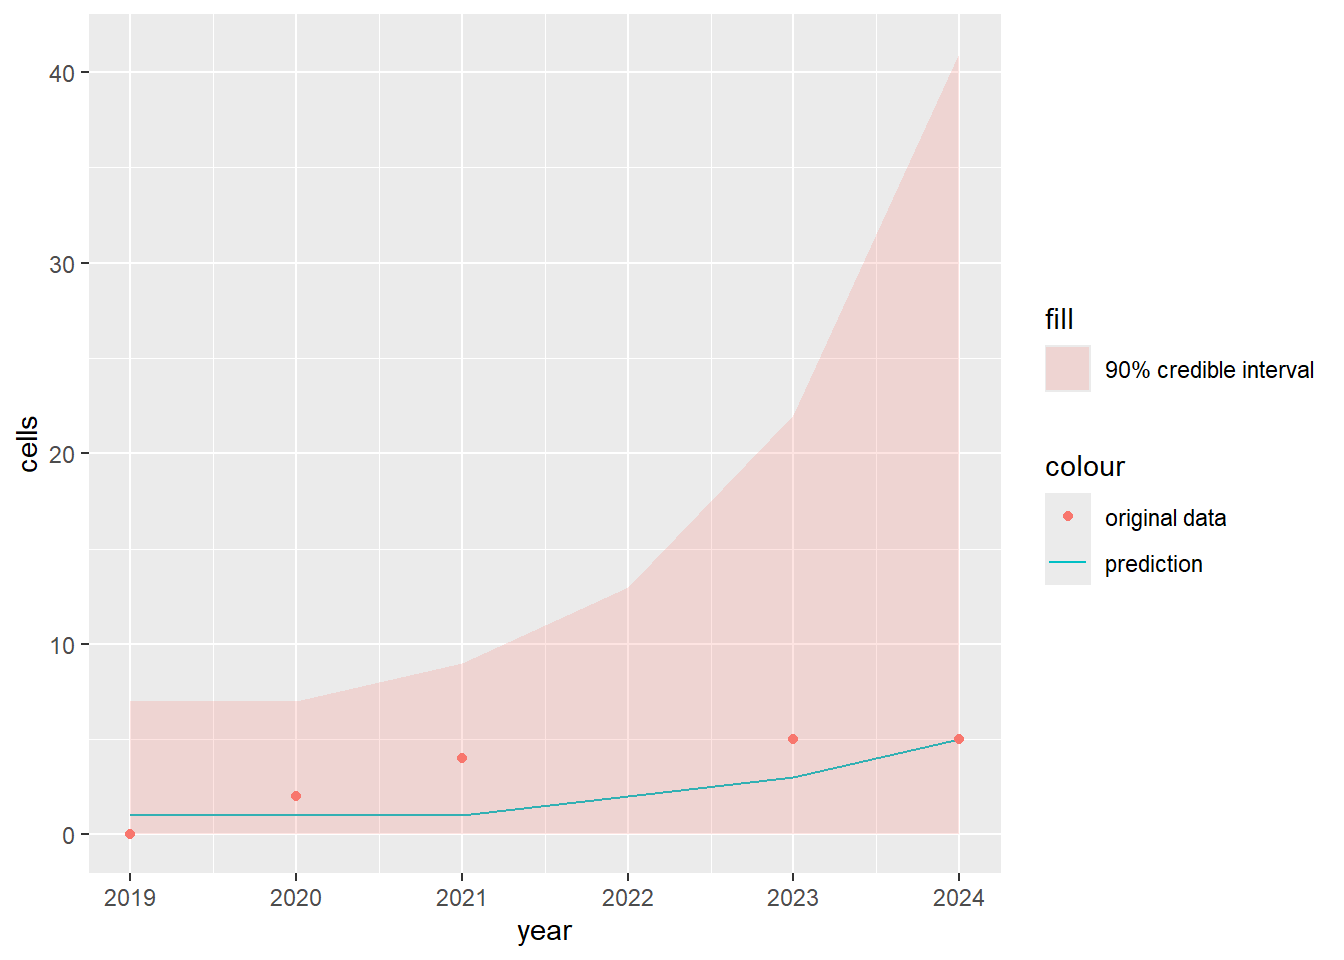 40
30
20
10
0
cells
2019 2020 2021 2022 2023 2024
year
fill
90% credible interval
colour
original data
prediction